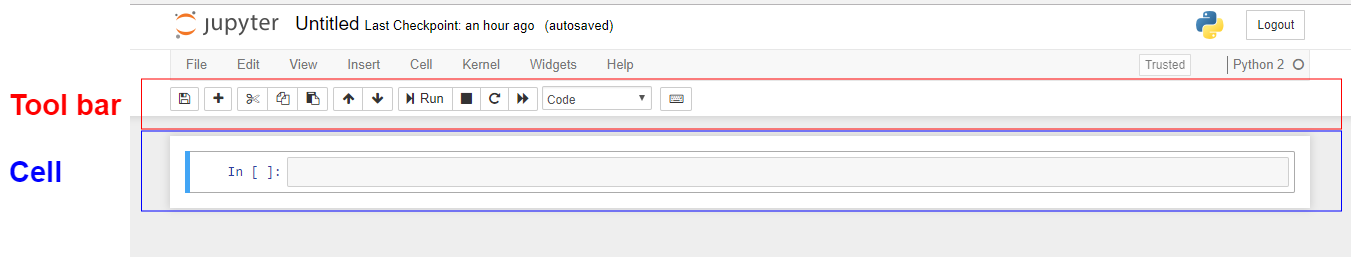 jupyter Untitled Last Checkpoint: an hour ago (autosaved) Logout
File Edit View Insert Cell Kernel Widgets Help Trusted Python 2
Tool bar
Run Code
Cell
In [ ]: